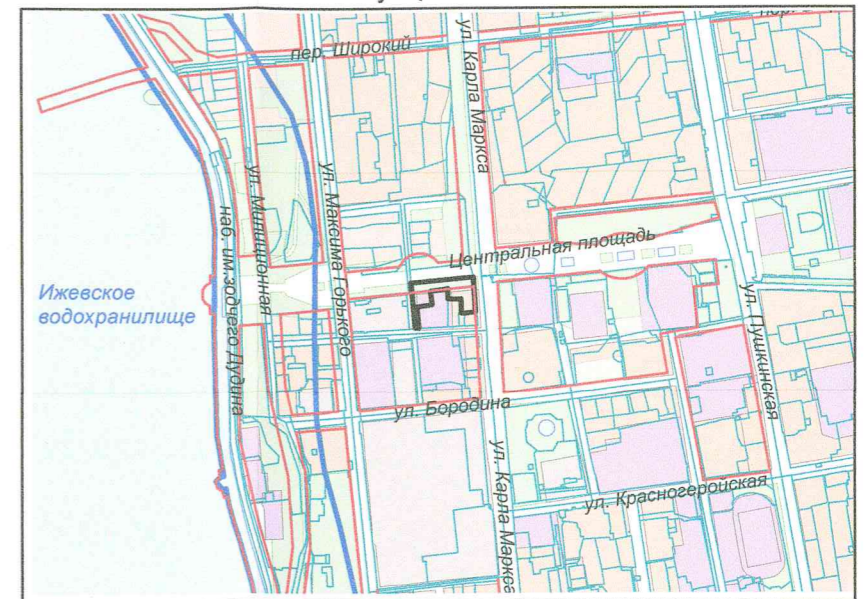 пер. Широкий
ул. Карла Маркса
ул. Милиционная
ул. Максима Горького
наб. им. зодчего Дудина
Центральная площадь
Ижевское
водохранилище
ул. Пушкинская
ул. Бородина
ул. Карла Маркса
ул. Красногеройская